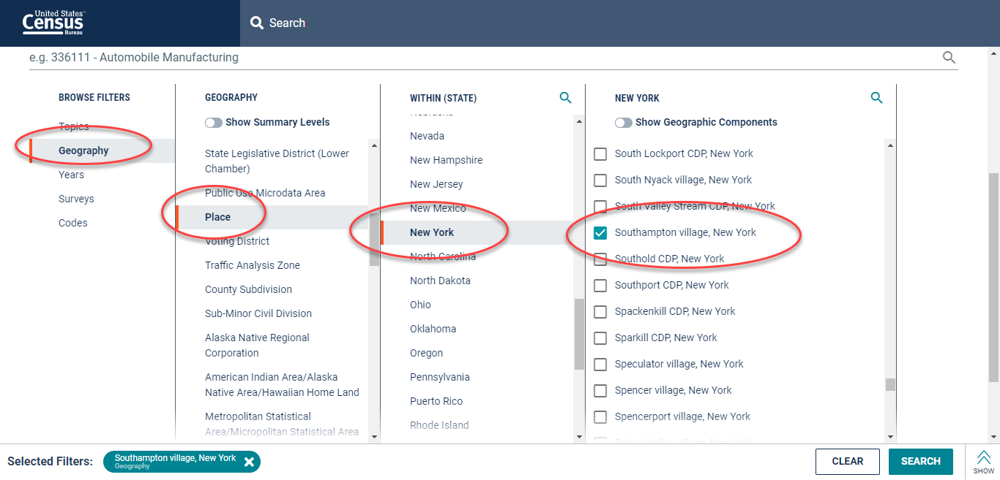 United States™
Census
Bureau
Search
e.g. 336111 - Automobile Manufacturing
BROWSE FILTERS
Topics
Geography
Years
Surveys
Codes
GEOGRAPHY
Show Summary Levels
State Legislative District (Lower
Chamber)
Public Use Microdata Area
Place
Voting District
Traffic Analysis Zone
County Subdivision
Sub-Minor Civil Division
Alaska Native Regional
Corporation
American Indian Area/Alaska
Native Area/Hawaiian Home Land
Metropolitan Statistical
Area/Micropolitan Statistical Area
WITHIN (STATE)
Nebraska
Nevada
New Hampshire
New Jersey
New Mexico
New York
North Carolina
North Dakota
Ohio
Oklahoma
Oregon
Pennsylvania
Puerto Rico
Rhode Island
NEW YORK
Show Geographic Components
South Lockport CDP, New York
South Nyack village, New York
South Valley Stream CDP, New York
Southampton village, New York
Southold CDP, New York
Southport CDP, New York
Spackenkill CDP, New York
Sparkill CDP, New York
Speculator village, New York
Spencer village, New York
Spencerport village, New York
Selected Filters:
Southampton village, New York
Geography
CLEAR
SEARCH
SHOW